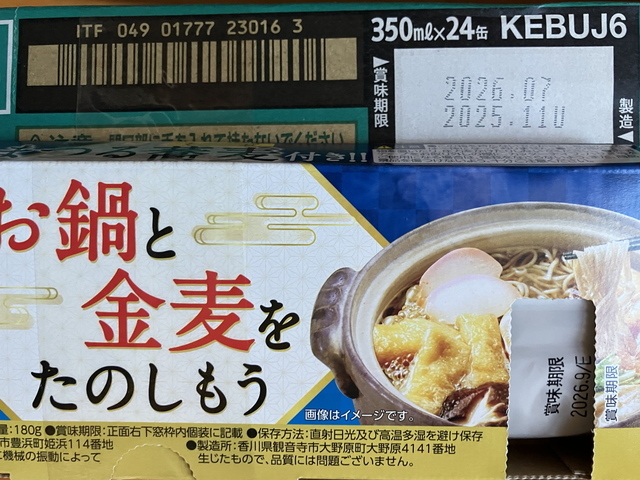 ITF 049 01777 23016 3
350mℓ×24缶 KEBUJ6
賞味期限
2026.07
2025.11U
製造
付き!!
お鍋と
金麦を
たのしもう
画像はイメージです。
賞味期限
2026.9/E
賞味期限
量:180g ●賞味期限:正面右下窓枠内個装に記載 ●保存方法:直射日光及び高温多湿を避け保存
市豊浜町姫浜114番地 ●製造所:香川県観音寺市大野原町大野原4141番地
機械の振動によって 生じたもので、品質には問題ございません。